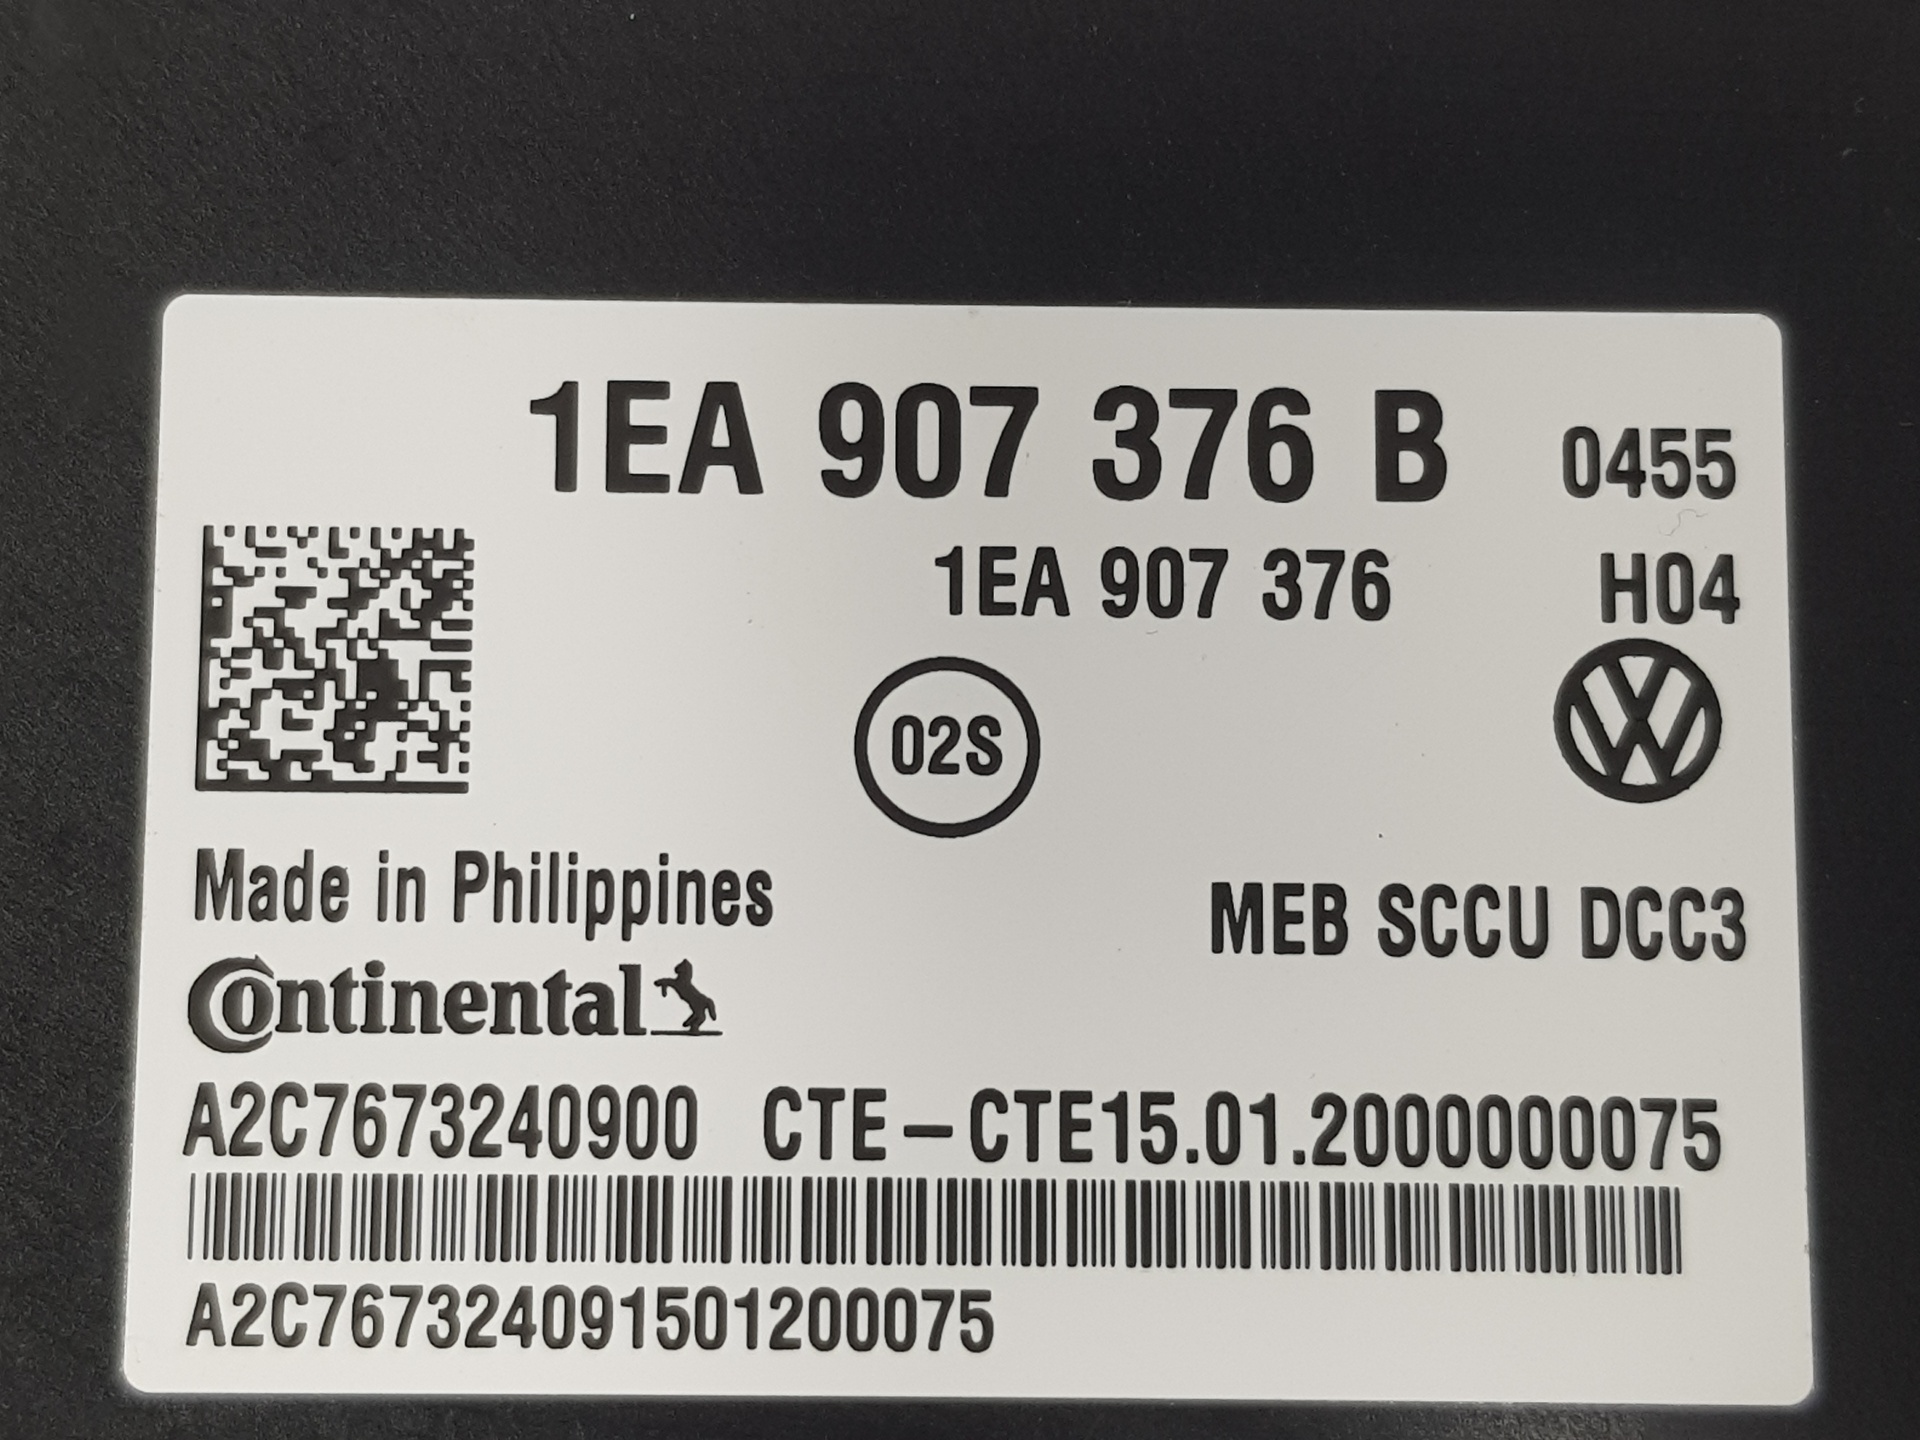 1EA 907 376 B 0455
1EA 907 376 H04
02S
Made in Philippines
MEB SCCU DCC3
Continental
A2C7673240900 CTE-CTE15.01.2000000075
A2C767324091501200075